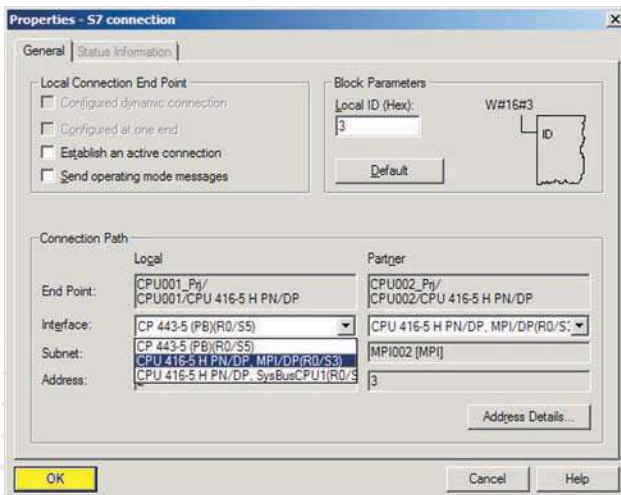 Properties - S7 connection
General
Status Information
Local Connection End Point
Configured dynamic connection
Configured at one end
Establish an active connection
Send operating mode messages
Block Parameters
Local ID (Hex):
W#16#3
3
ID
Default
Connection Path
Local
Partner
End Point:
CPU001_Prj/
CPU001/CPU 416-5 H PN/DP
CPU002_Prj/
CPU002/CPU 416-5 H PN/DP
Interface:
CP 443-5 (PB)(R0/S5)
CPU 416-5 H PN/DP, MPI/DP(R0/S
CP 443-5 (PB)(R0/S5)
CPU 416-5 H PN/DP, MPI/DP(R0/S3)
CPU 416-5 H PN/DP, SysBusCPU1(R0/S
Subnet:
MPI002 [MPI]
Address:
3
Address Details...
OK
Cancel
Help